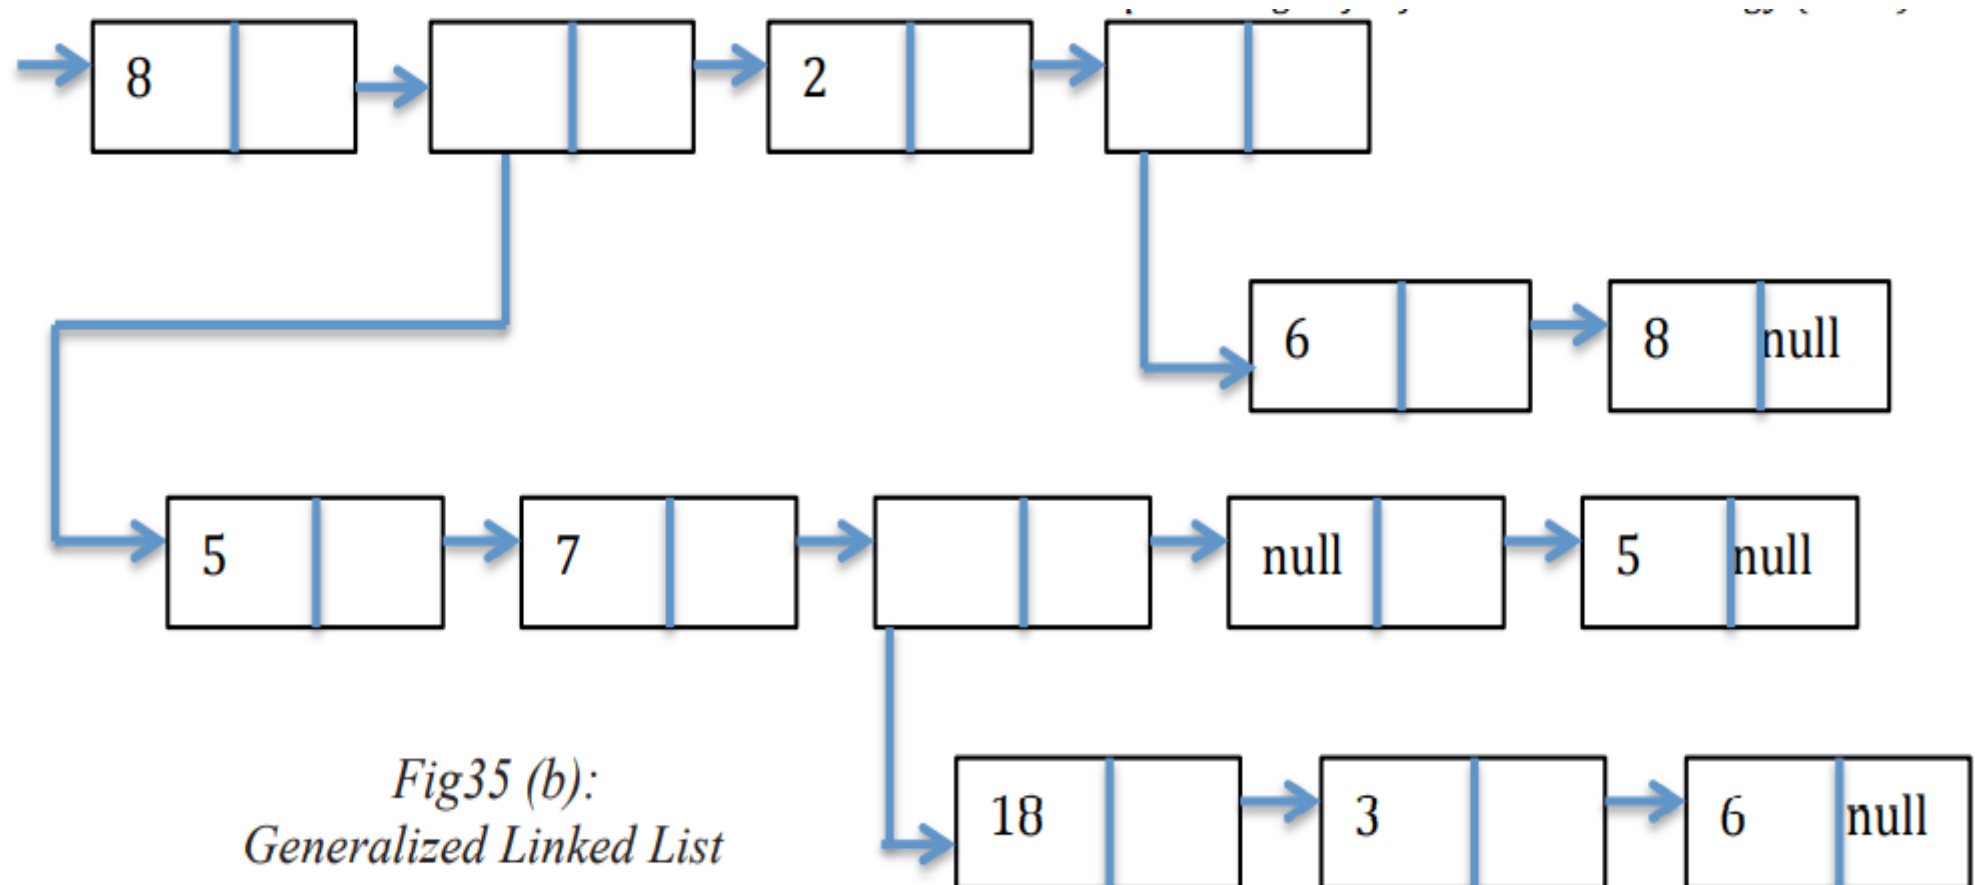 8 2
6 8 null
5 7 null 5 null
18 3 6 null
Fig35 (b):
Generalized Linked List